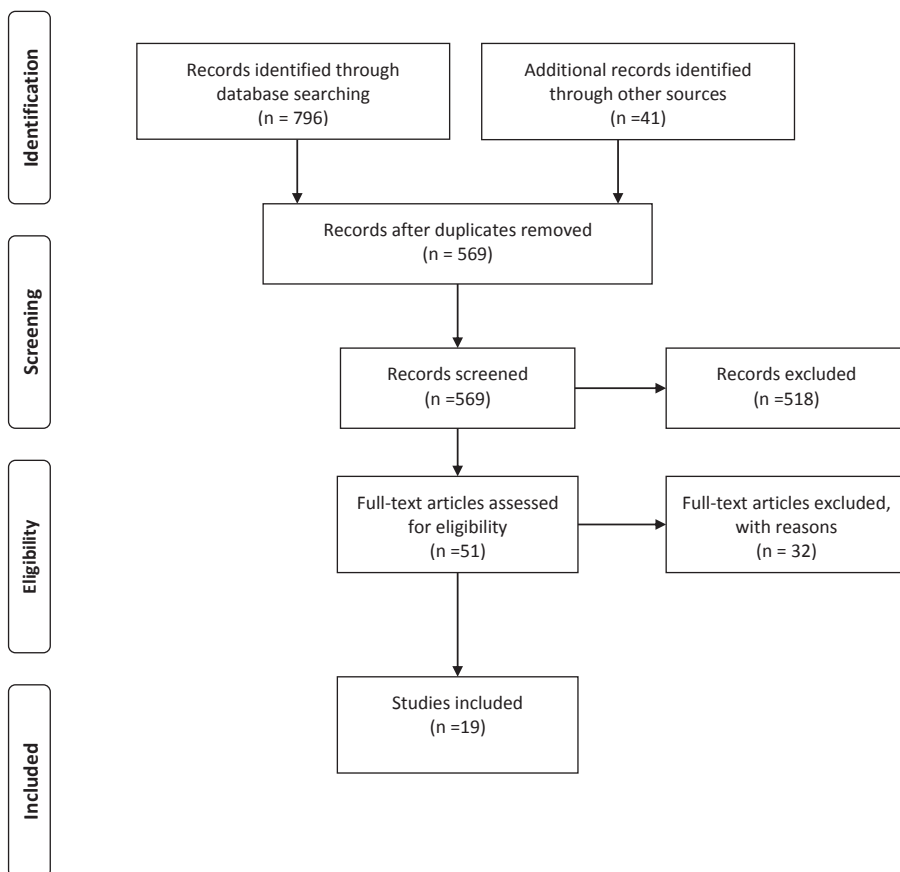 Identification
Records identified through
database searching
(n = 796)
Additional records identified
through other sources
(n =41)
Records after duplicates removed
(n = 569)
Screening
Records screened
(n =569)
Records excluded
(n =518)
Eligibility
Full-text articles assessed
for eligibility
(n =51)
Full-text articles excluded,
with reasons
(n = 32)
Included
Studies included
(n =19)